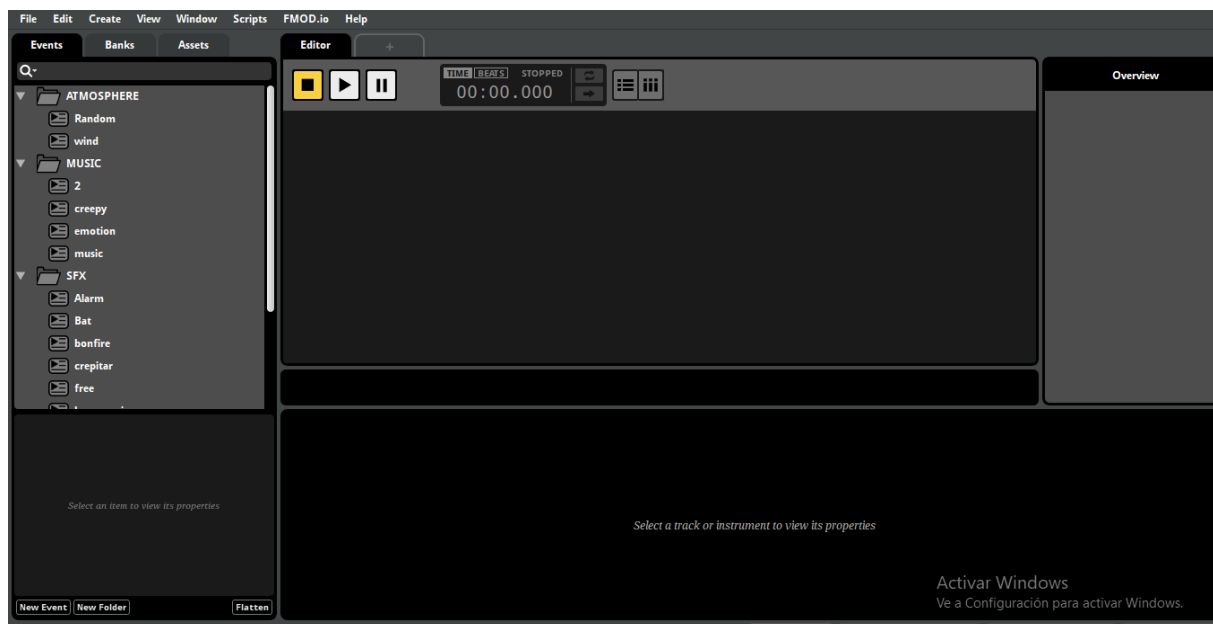 File Edit Create View Window Scripts FMOD.io Help
Events Banks Assets Editor +
TIME BEATS STOPPED
00:00.000
Overview
ATMOSPHERE
Random
wind
MUSIC
2
creepy
emotion
music
SFX
Alarm
Bat
bonfire
crepitar
free
Select an item to view its properties
Select a track or instrument to view its properties
Activar Windows
Ve a Configuración para activar Windows.
New Event New Folder Flatten